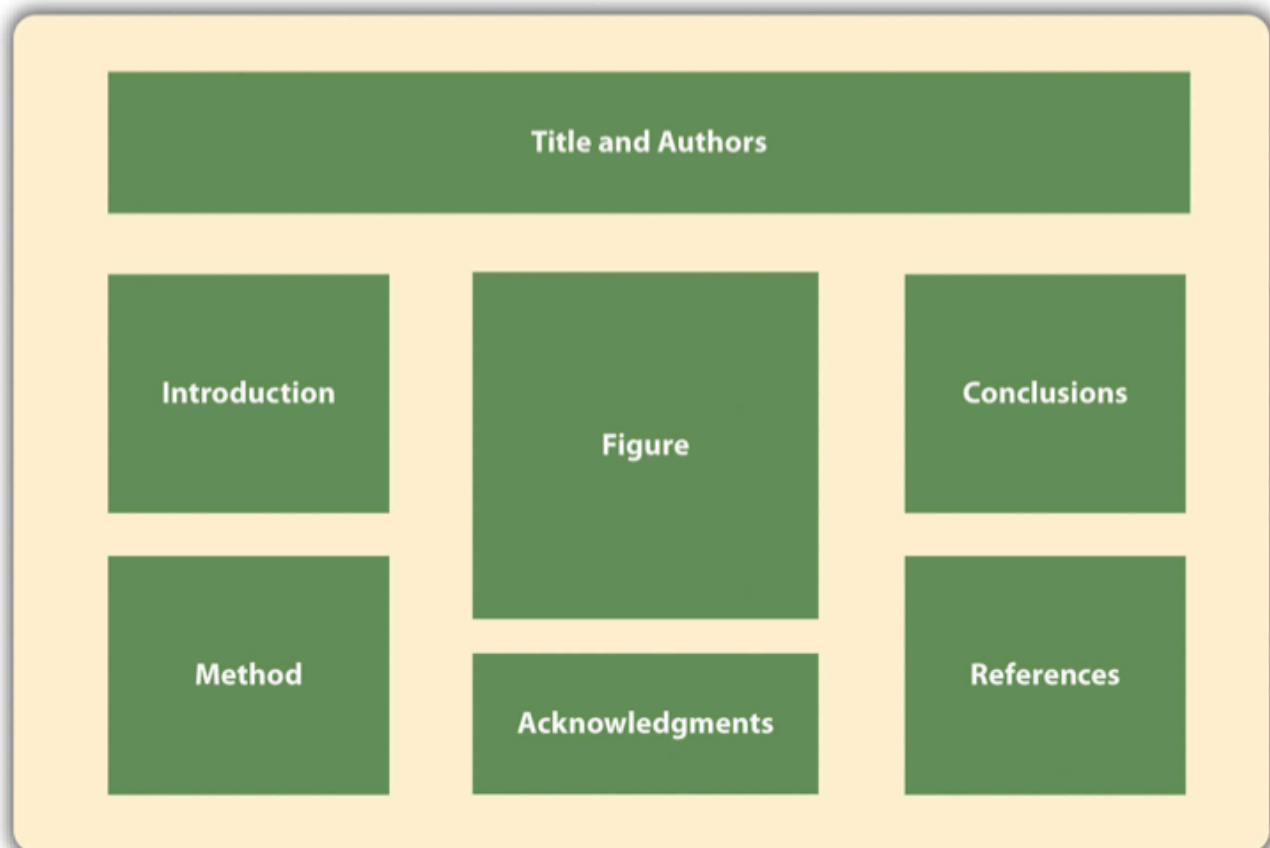 Title and Authors
Introduction
Method
Figure
Acknowledgments
Conclusions
References